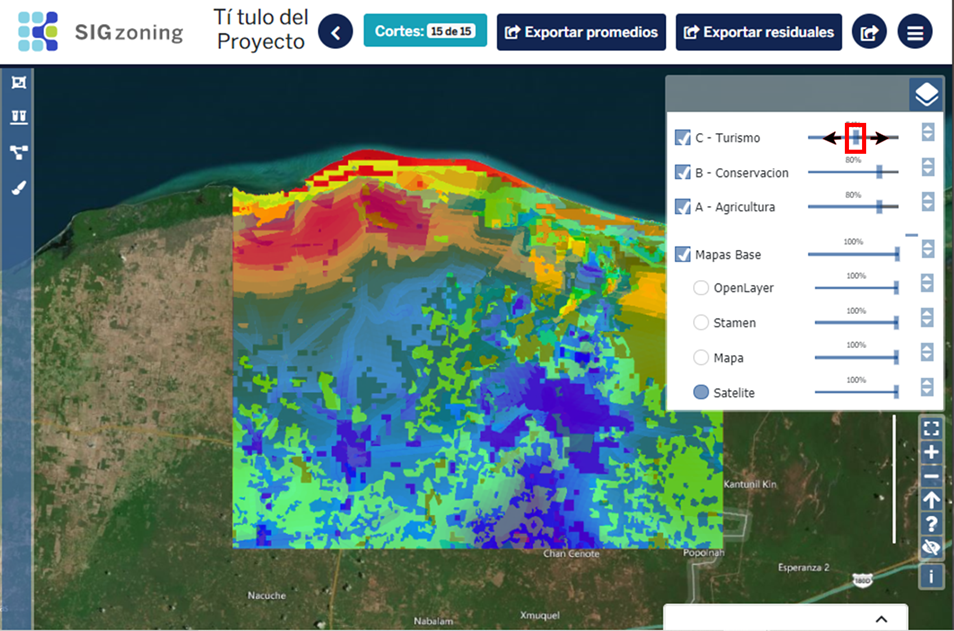 SIGzoning
Tí tulo del
Proyecto
Cortes: 15 de 15
Exportar promedios
Exportar residuales
C - Turismo
80%
B - Conservacion
80%
A - Agricultura
100%
Mapas Base
100%
OpenLayer
100%
Stamen
100%
Mapa
100%
Satelite
Kantunil Kin
Chan Cenote
Popolnah
Esperanza 2
180D
Nacuche
Xmuquel
Nabalam